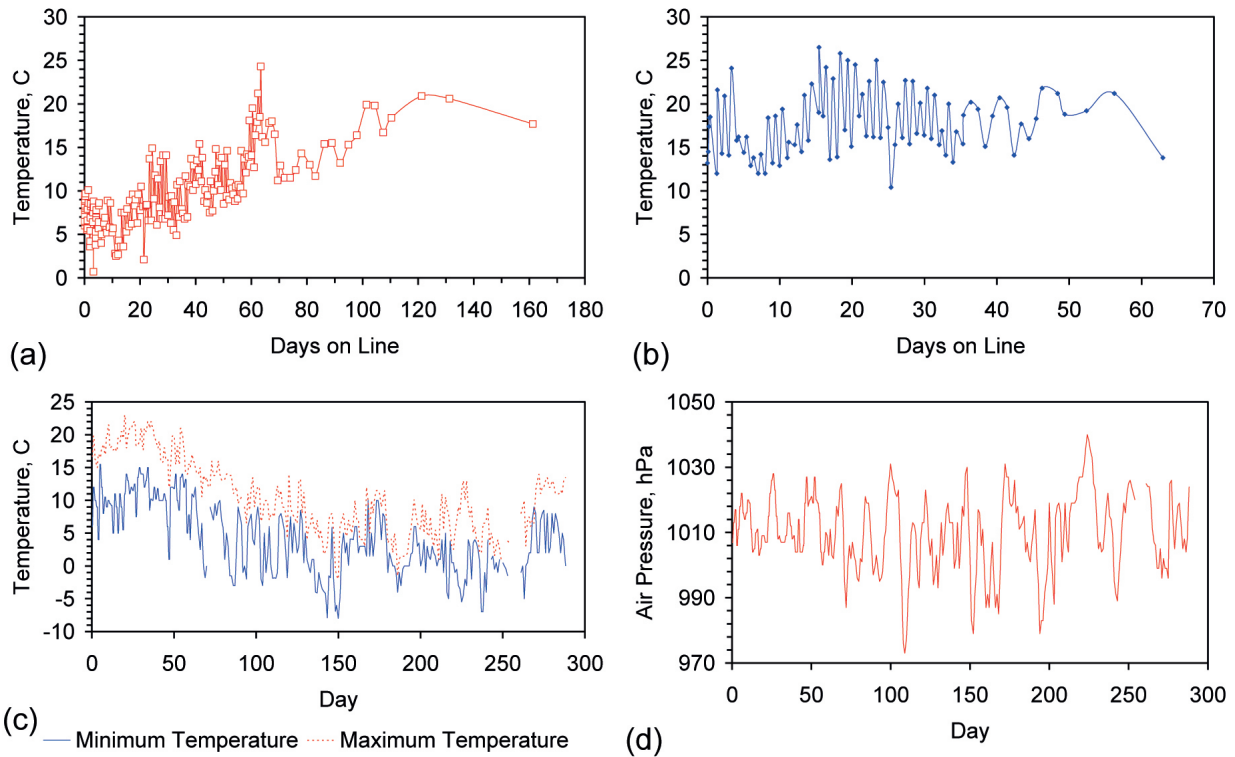 30
25
20
15
10
5
0
Temperature, C
0 20 40 60 80 100 120 140 160 180
Days on Line
(a)
30
25
20
15
10
5
0
Temperature, C
0 10 20 30 40 50 60 70
Days on Line
(b)
25
20
15
10
5
0
-5
-10
Temperature, C
0 50 100 150 200 250 300
Day
(c)
Minimum Temperature Maximum Temperature
1050
1030
1010
990
970
Air Pressure, hPa
0 50 100 150 200 250 300
Day
(d)